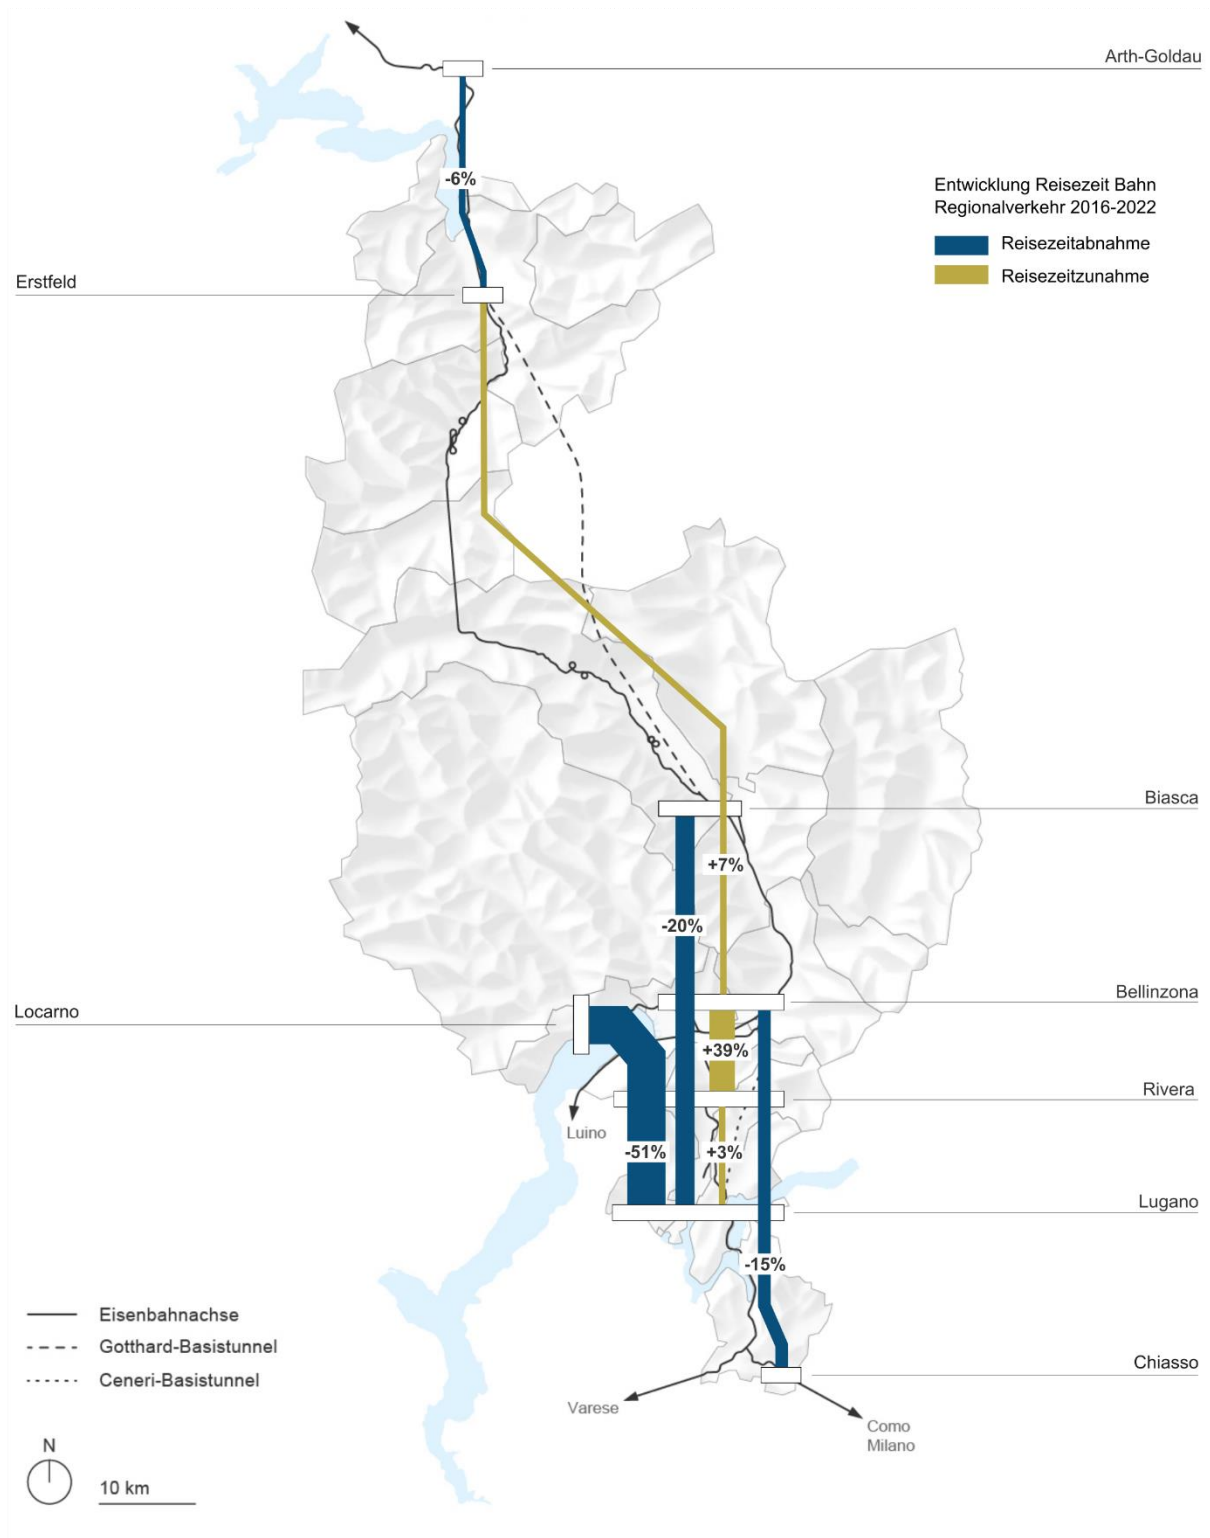 Arth-Goldau
-6%
Entwicklung Reisezeit Bahn
Regionalverkehr 2016-2022
Reisezeitabnahme
Reisezeitzunahme
Erstfeld
Biasca
+7%
-20%
Bellinzona
Locarno
+39%
Rivera
Luino
-51%
+3%
Lugano
-15%
Eisenbahnachse
Gotthard-Basistunnel
Ceneri-Basistunnel
Chiasso
Varese
Como
Milano
N
10 km